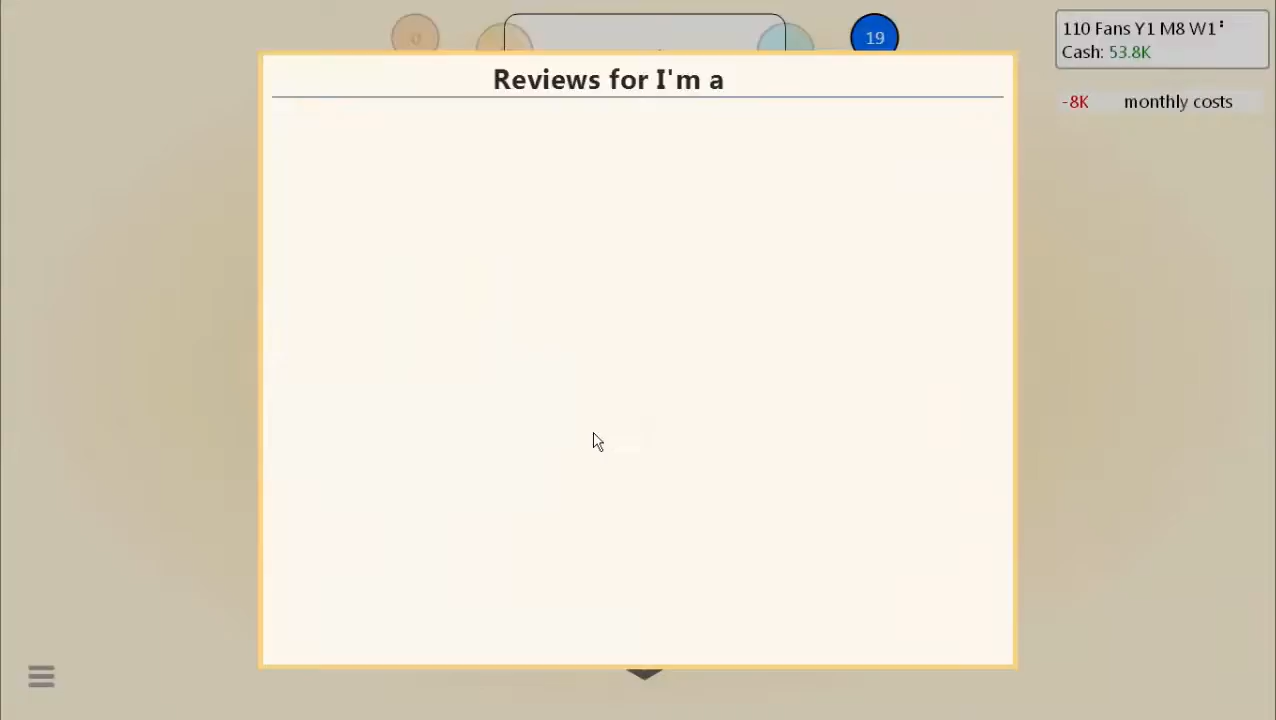 19
110 Fans Y1 M8 W1
Cash: 53.8K
Reviews for I'm a
-8K monthly costs